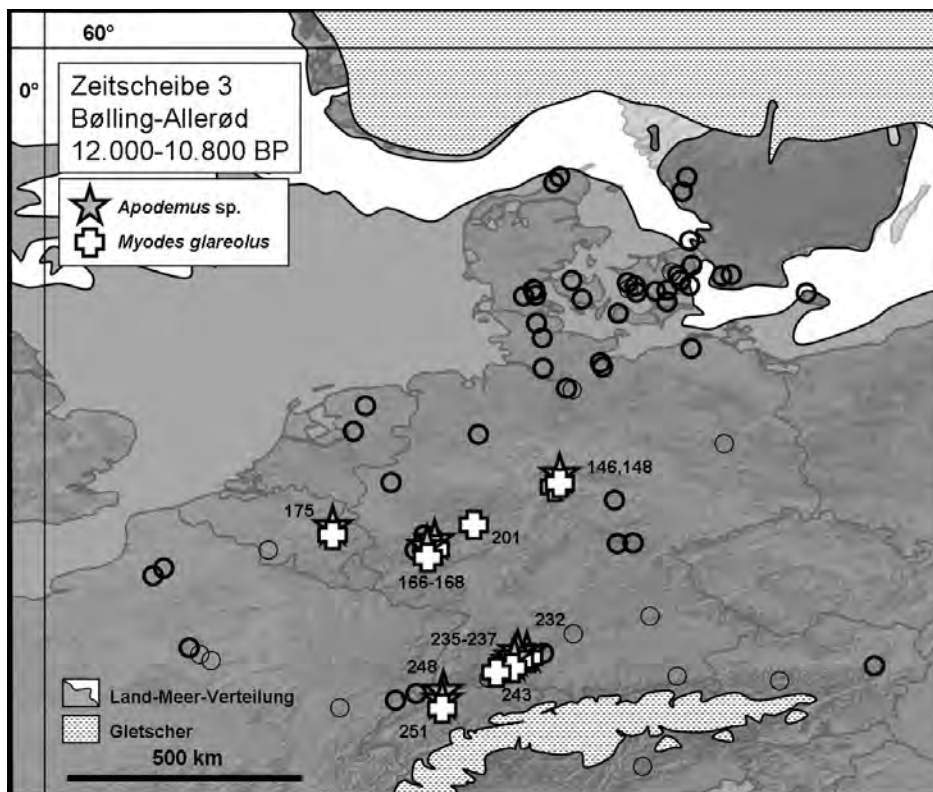 60°
0°
Zeitscheibe 3
Bølling-Allerød
12.000-10.800 BP
Apodemus sp.
Myodes glareolus
146,148
175
201
166-168
232
235-237
248
243
251
Land-Meer-Verteilung
Gletscher
500 km